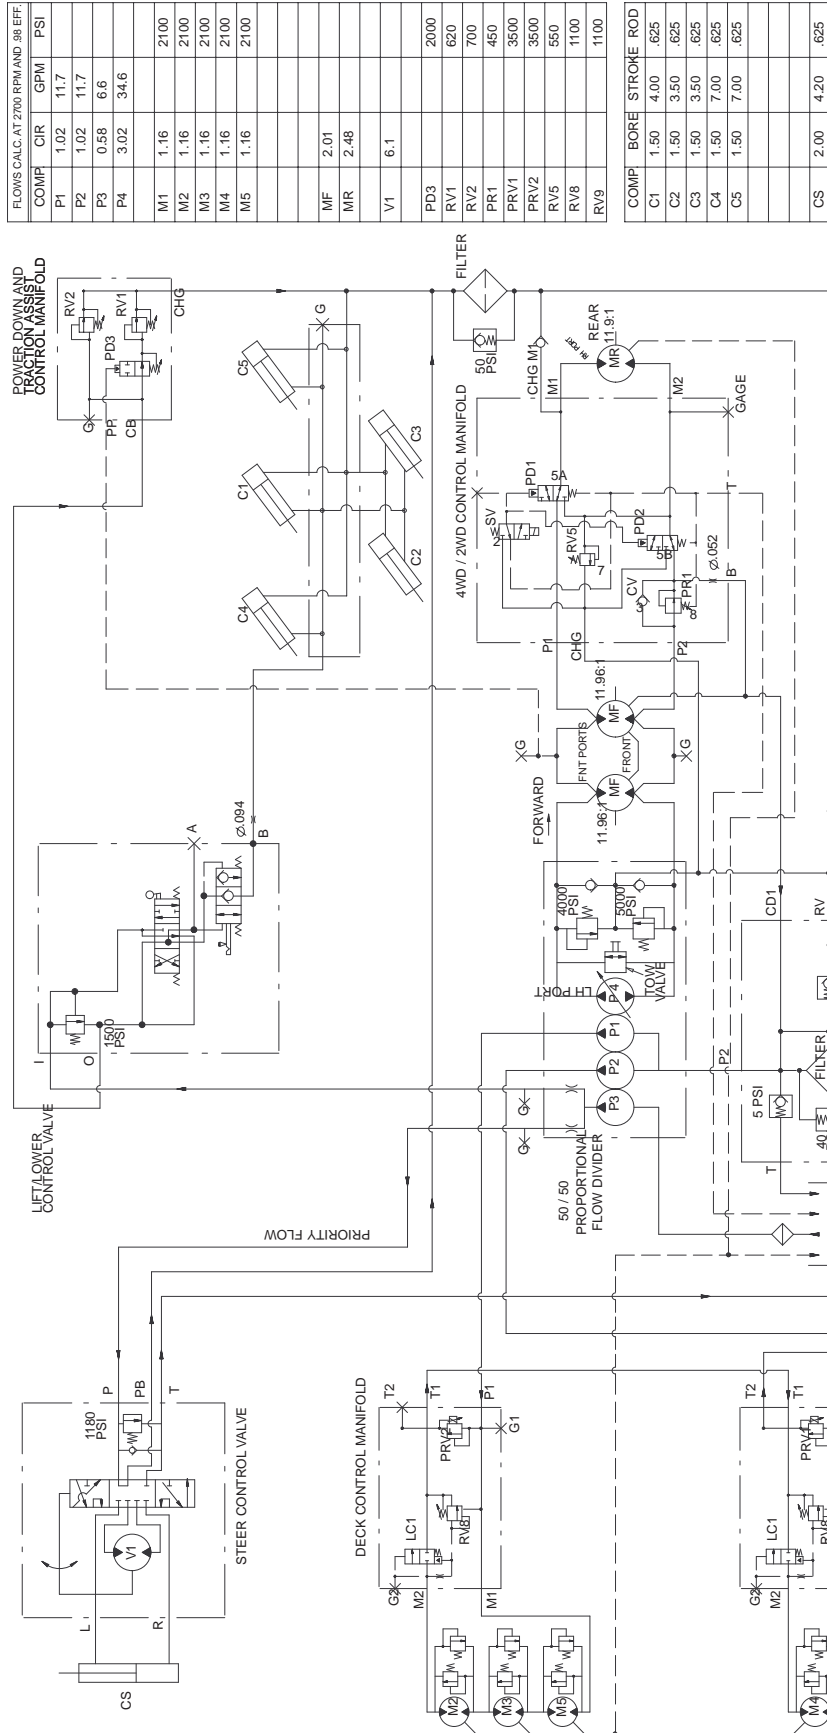 FLOWS CALC. AT 2700 RPM AND .98 EFF.
COMP. CIR GPM PSI
P1 1.02 11.7
P2 1.02 11.7
P3 0.58 6.6
P4 3.02 34.6
M1 1.16 2100
M2 1.16 2100
M3 1.16 2100
M4 1.16 2100
M5 1.16 2100
MF 2.01
MR 2.48
V1 6.1
PD3 2000
RV1 620
RV2 700
PR1 450
PRV1 3500
PRV2 3500
RV5 550
RV8 1100
RV9 1100
COMP. BORE STROKE ROD
C1 1.50 4.00 .625
C2 1.50 3.50 .625
C3 1.50 3.50 .625
C4 1.50 7.00 .625
C5 1.50 7.00 .625
CS 2.00 4.20 .625
POWER DOWN AND
TRACTION ASSIST
CONTROL MANIFOLD
RV2
RV1
PD3
CHG
G
PP
CB
G
C5
C1
C4
C3
C2
FILTER
50
PSI
CHG M1
M1
RH PORT
REAR
11.9:1
MR
M2
GAGE
4WD / 2WD CONTROL MANIFOLD
PD1
5A
SV
2
RV5
7
PD2
5B
T
CV
3
PR1
8
Ø.052
B
P1
CHG
P2
11.96:1
MF
FNT PORTS
FRONT
G
G
MF
11.96:1
FORWARD
LIFT/LOWER
CONTROL VALVE
1500
PSI
I
O
A
B
Ø.094
4000
PSI
5000
PSI
TOW
VALVE
LH PORT
P4
P1
P2
P3
G
G
50 / 50
PROPORTIONAL
FLOW DIVIDER
P2
CD1
RV
FILTER
5 PSI
40
T
PRIORITY FLOW
STEER CONTROL VALVE
1180
PSI
P
PB
T
V1
L
R
CS
DECK CONTROL MANIFOLD
T2
T1
P1
G1
PRV2
LC1
RV8
G2
M2
M1
M2
M3
M5
T2
T1
PRV1
LC1
G2
M2
M4